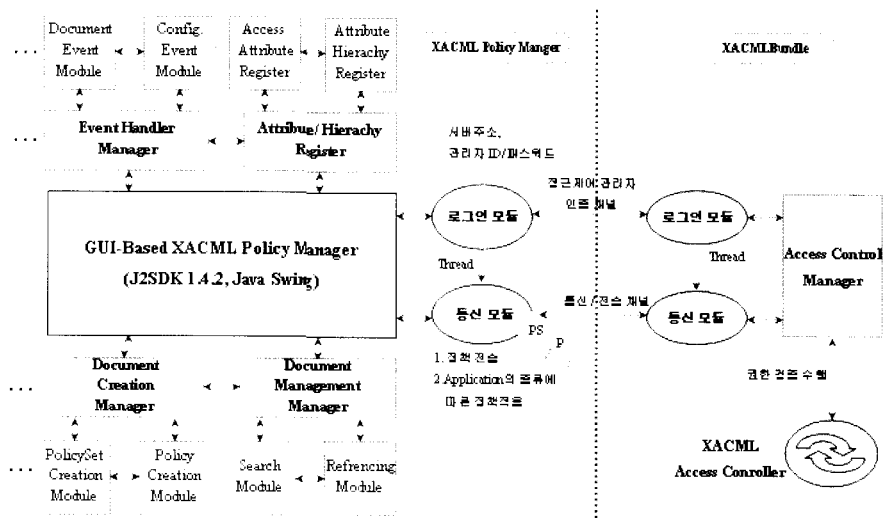 ...
Document
Event
Module
Config.
Event
Module
Access
Attribute
Register
Attribute
Hierachy
Register
XACML Policy Manger
XACMLBundle
...
Event Handler
Manager
Attribue/Hierachy
Register
서버주소,
관리자 ID/패스워드
접근제어 관리자
인증 채널
로그인 모듈
로그인 모듈
GUI-Based XACML Policy Manager
(J2SDK 1.4.2, Java Swing)
Thread
Thread
Access Control
Manager
통신 모듈
통신 / 전송 채널
통신 모듈
PS
P
1. 정책 전송
2.Application의 종류에
따른 정책적용
...
Document
Creation
Manager
Document
Management
Manager
권한 검증 수행
...
PolicySet
Creation
Module
Policy
Creation
Module
Search
Module
Refrencing
Module
XACML
Access Conroller